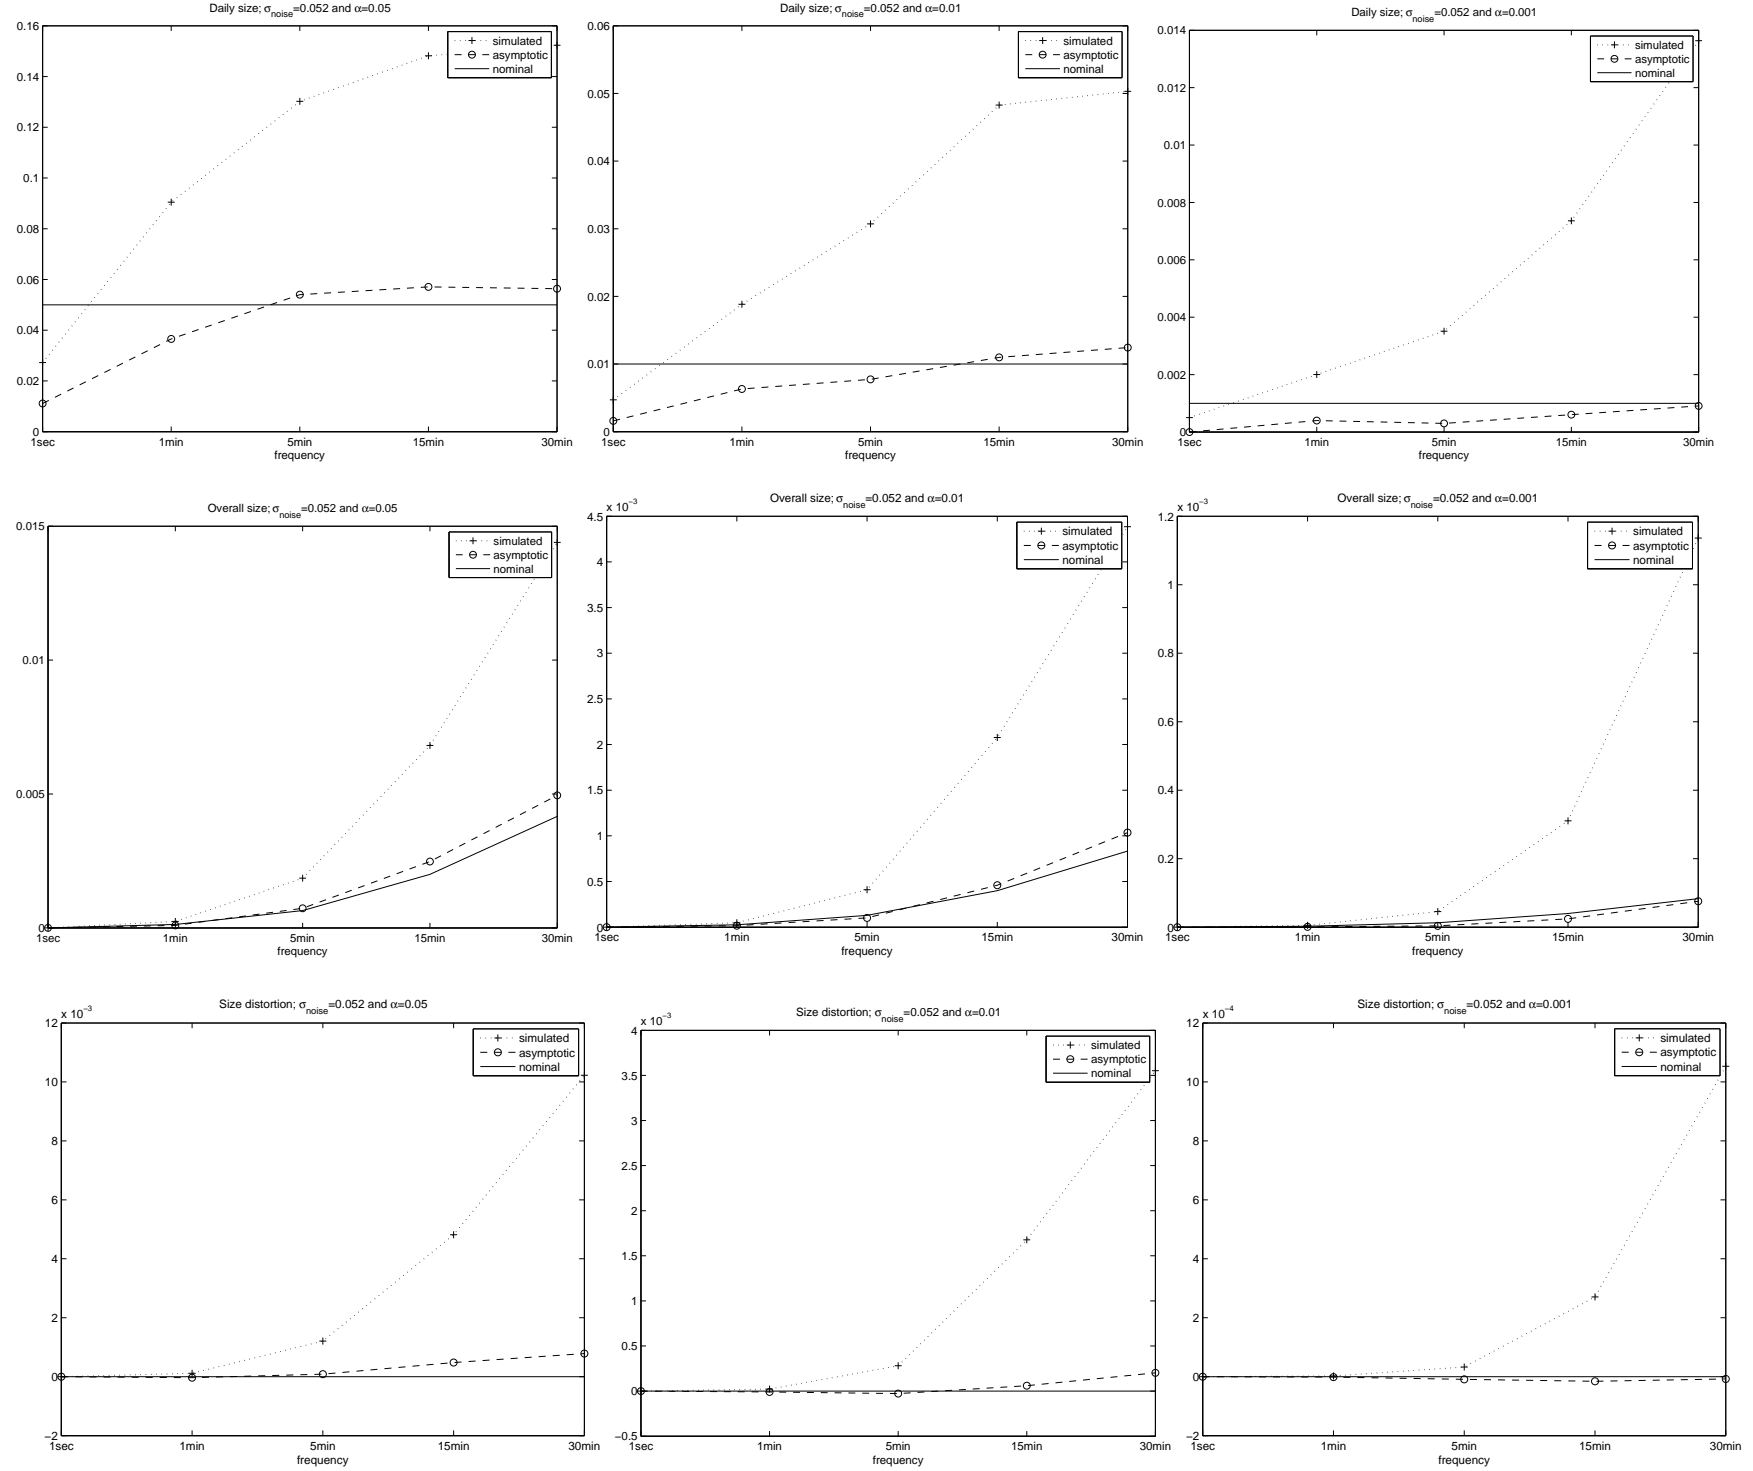 Daily size; σnoise=0.052 and α=0.05
0.16
0.14
0.12
0.1
0.08
0.06
0.04
0.02
0
1sec
1min
5min
15min
30min
frequency
simulated
asymptotic
nominal
Daily size; σnoise=0.052 and α=0.01
0.06
0.05
0.04
0.03
0.02
0.01
0
1sec
1min
5min
15min
30min
frequency
simulated
asymptotic
nominal
Daily size; σnoise=0.052 and α=0.001
0.014
0.012
0.01
0.008
0.006
0.004
0.002
0
1sec
1min
5min
15min
30min
frequency
simulated
asymptotic
nominal
Overall size; σnoise=0.052 and α=0.05
0.015
0.01
0.005
0
1sec
1min
5min
15min
30min
frequency
simulated
asymptotic
nominal
Overall size; σnoise=0.052 and α=0.01
x 10−3
4.5
4
3.5
3
2.5
2
1.5
1
0.5
0
1sec
1min
5min
15min
30min
frequency
simulated
asymptotic
nominal
Overall size; σnoise=0.052 and α=0.001
x 10−3
1.2
1
0.8
0.6
0.4
0.2
0
1sec
1min
5min
15min
30min
frequency
simulated
asymptotic
nominal
Size distortion; σnoise=0.052 and α=0.05
x 10−3
12
10
8
6
4
2
0
−2
1sec
1min
5min
15min
30min
frequency
simulated
asymptotic
nominal
Size distortion; σnoise=0.052 and α=0.01
x 10−3
4
3.5
3
2.5
2
1.5
1
0.5
0
−0.5
1sec
1min
5min
15min
30min
frequency
simulated
asymptotic
nominal
Size distortion; σnoise=0.052 and α=0.001
x 10−4
12
10
8
6
4
2
0
−2
1sec
1min
5min
15min
30min
frequency
simulated
asymptotic
nominal